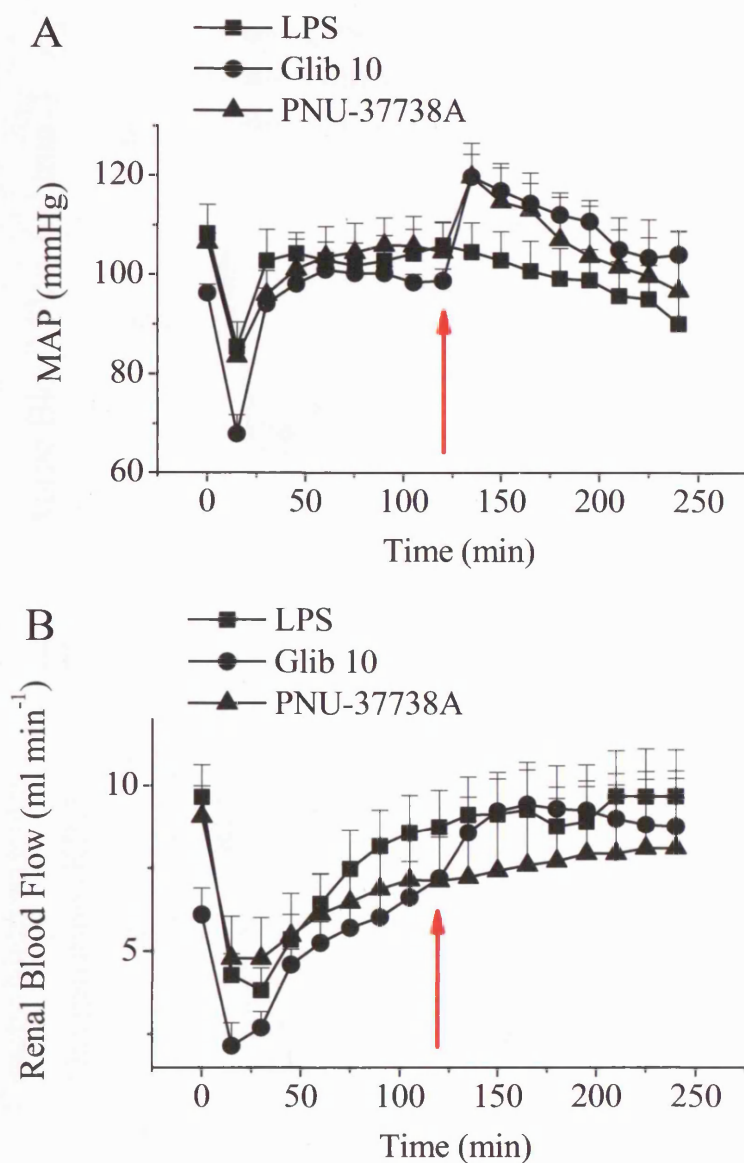 A
LPS
Glib 10
PNU-37738A
MAP (mmHg)
120
100
80
60
0 50 100 150 200 250
Time (min)
B
LPS
Glib 10
PNU-37738A
Renal Blood Flow (ml min⁻¹)
10
5
0 50 100 150 200 250
Time (min)